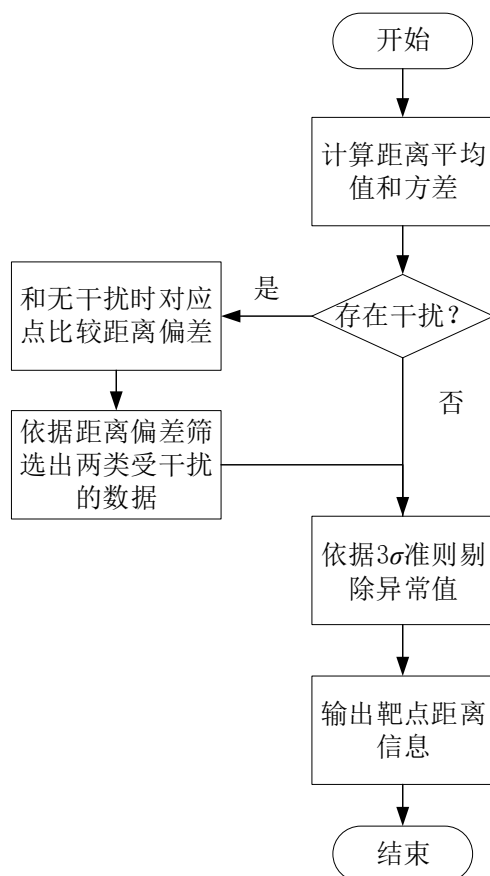 开始
计算距离平均
值和方差
存在干扰？
是
和无干扰时对应
点比较距离偏差
否
依据距离偏差筛
选出两类受干扰
的数据
依据3σ准则剔
除异常值
输出靶点距离
信息
结束